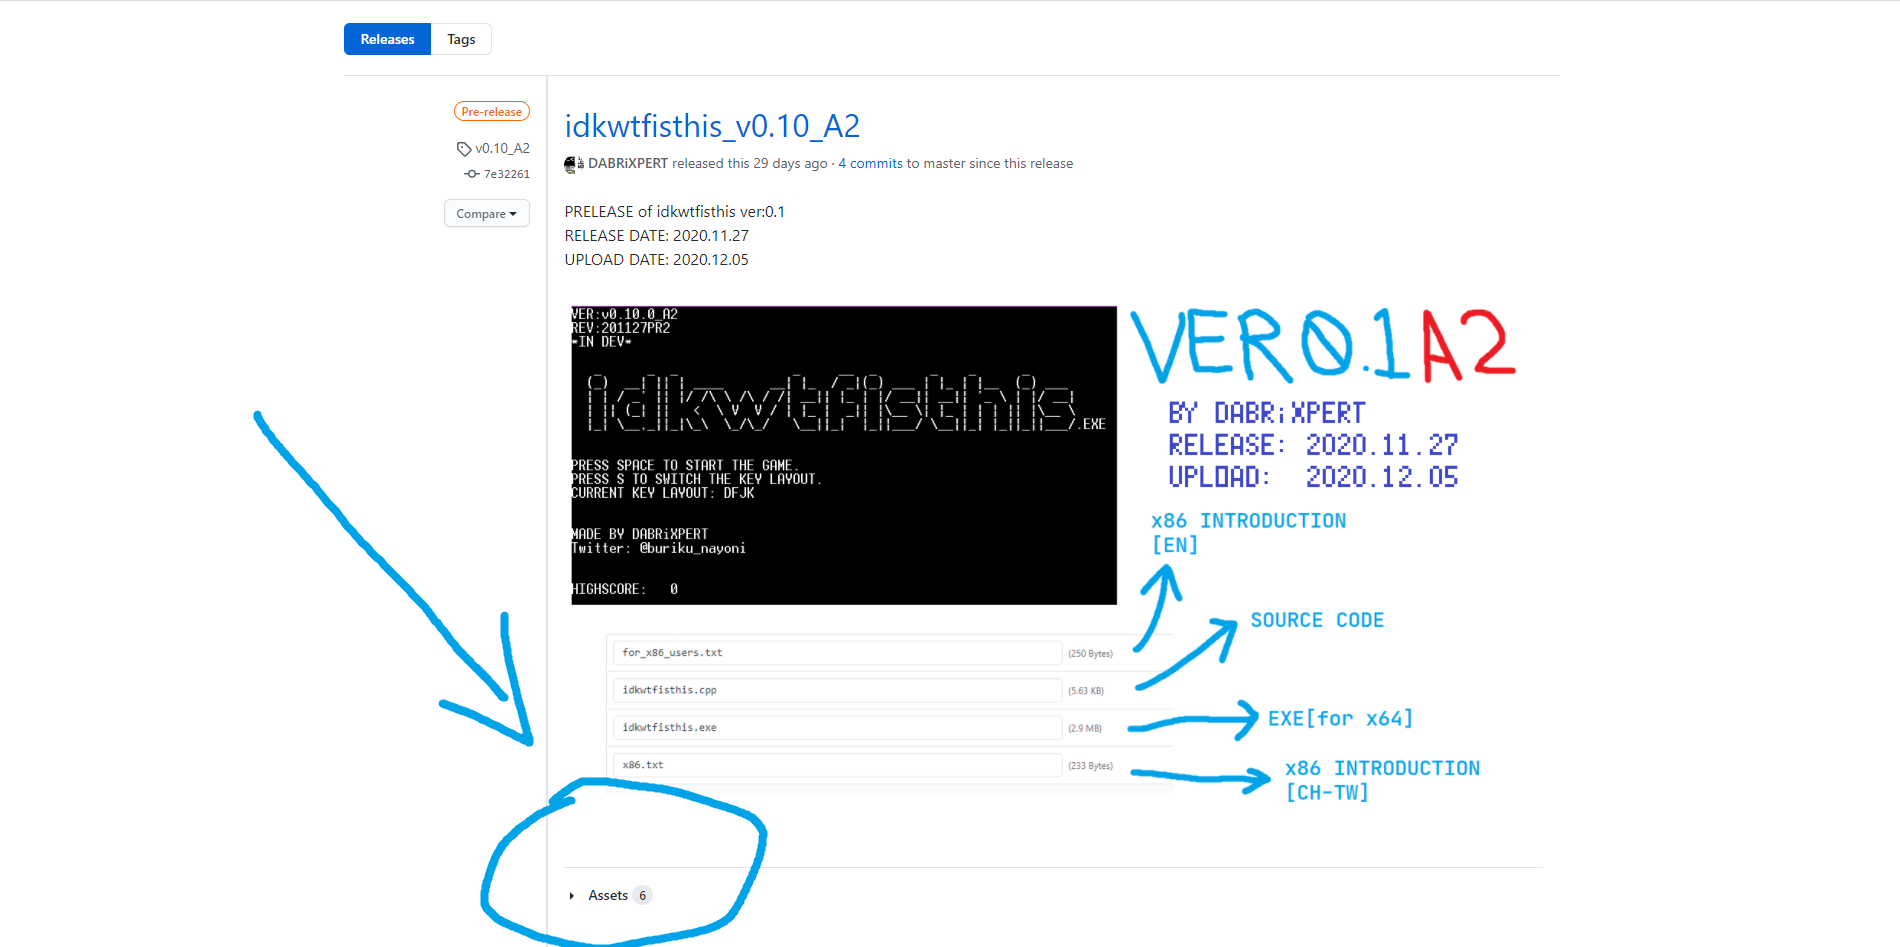 Releases
Tags
Pre-release
v0.10_A2
7e32261
Compare
idkwtfisthis_v0.10_A2
DABRiXPERT released this 29 days ago · 4 commits to master since this release
PRELEASE of idkwtfisthis ver:0.1
RELEASE DATE: 2020.11.27
UPLOAD DATE: 2020.12.05
VER:v0.10.0_A2
REV:201127PR2
*IN DEV*
idkwtfisthis
.EXE
PRESS SPACE TO START THE GAME.
PRESS S TO SWITCH THE KEY LAYOUT.
CURRENT KEY LAYOUT: DFJK
MADE BY DABRiXPERT
Twitter: @buriku_nayoni
HIGHSCORE: 0
VER0.1A2
BY DABRiXPERT
RELEASE: 2020.11.27
UPLOAD: 2020.12.05
x86 INTRODUCTION
[EN]
SOURCE CODE
for_x86_users.txt (250 Bytes)
idkwtfisthis.cpp (5.63 KB)
idkwtfisthis.exe (2.9 MB)
EXE[for x64]
x86.txt (233 Bytes)
x86 INTRODUCTION
[CH-TW]
Assets 6